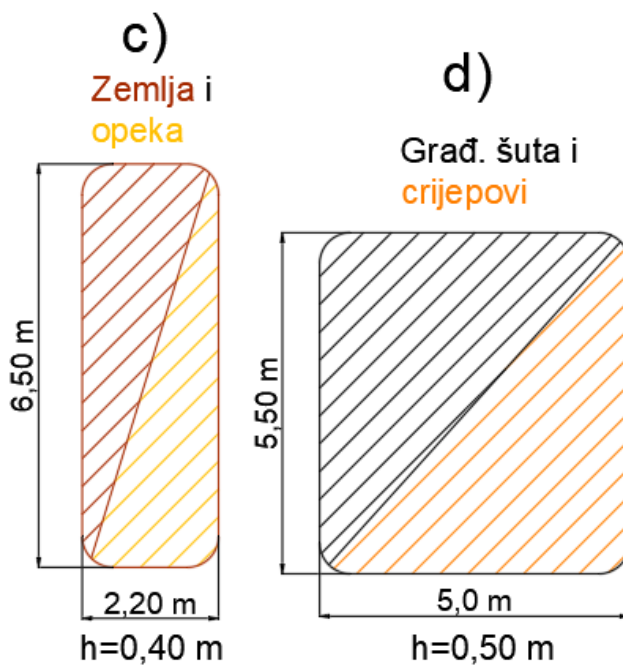 c)
Zemlja i
opeka
6,50 m
2,20 m
h=0,40 m
d)
Građ. šuta i
crijepovi
5,50 m
5,0 m
h=0,50 m